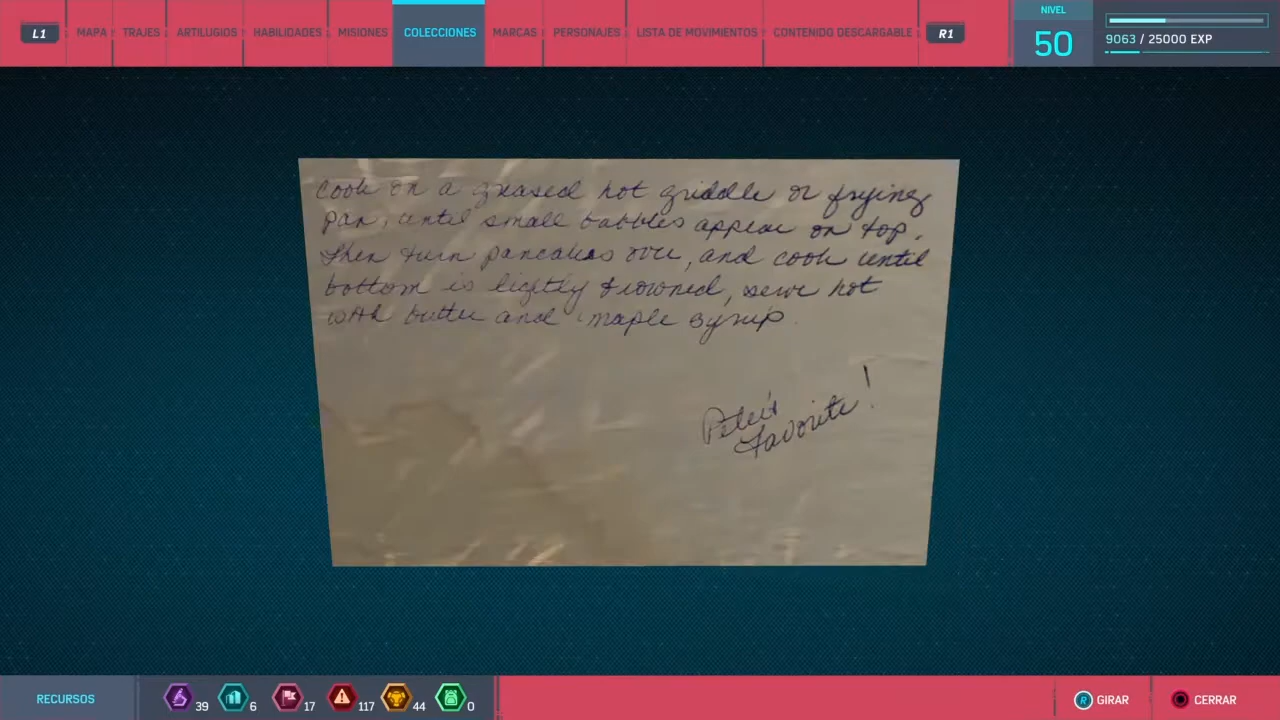 L1 MAPA TRAJES ARTILUGIOS HABILIDADES MISIONES COLECCIONES MARCAS PERSONAJES LISTA DE MOVIMIENTOS CONTENIDO DESCARGABLE R1
NIVEL
50
9063 / 25000 EXP
Cook on a greased hot griddle or frying
pan, until small bubbles appear on top.
Then turn pancakes over, and cook until
bottom is lightly browned, serve hot
with butter and maple syrup.
Peter's
Favorite!
RECURSOS 39 6 17 117 44 0
R GIRAR CERRAR